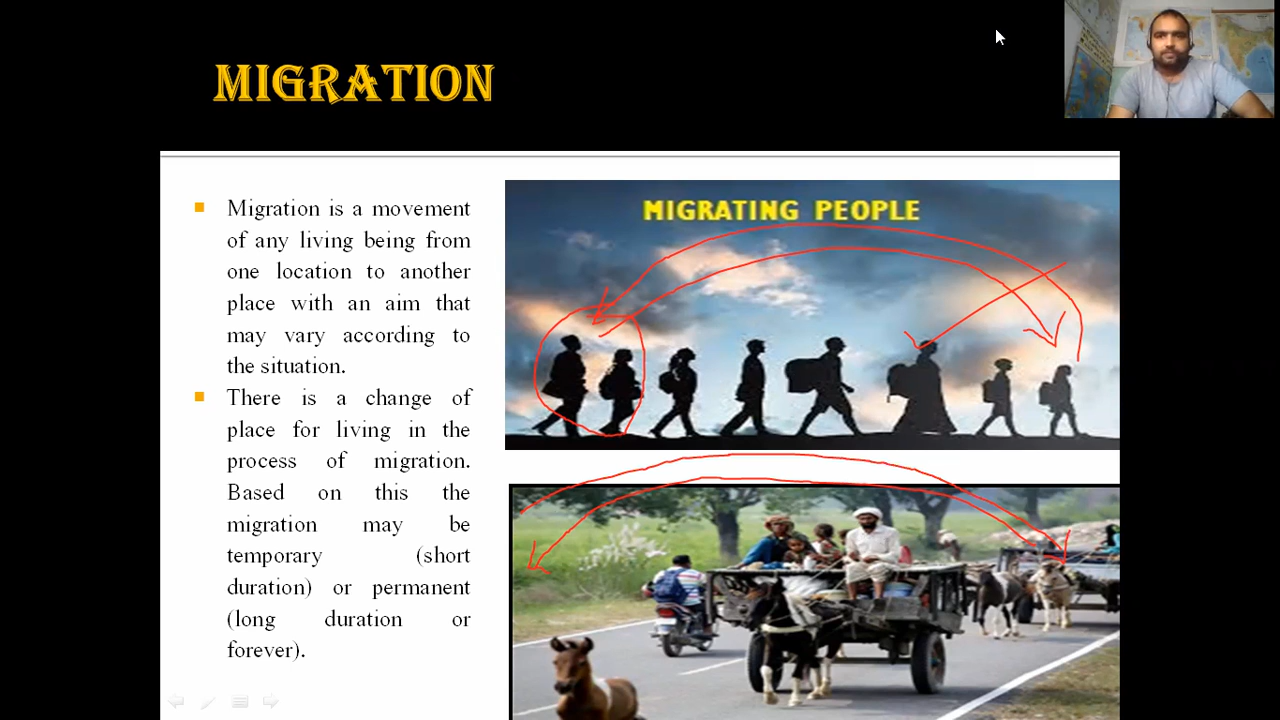 MIGRATION
Migration is a movement
of any living being from
one location to another
place with an aim that
may vary according to
the situation.
There is a change of
place for living in the
process of migration.
Based on this the
migration may be
temporary (short
duration) or permanent
(long duration or
forever).
MIGRATING PEOPLE